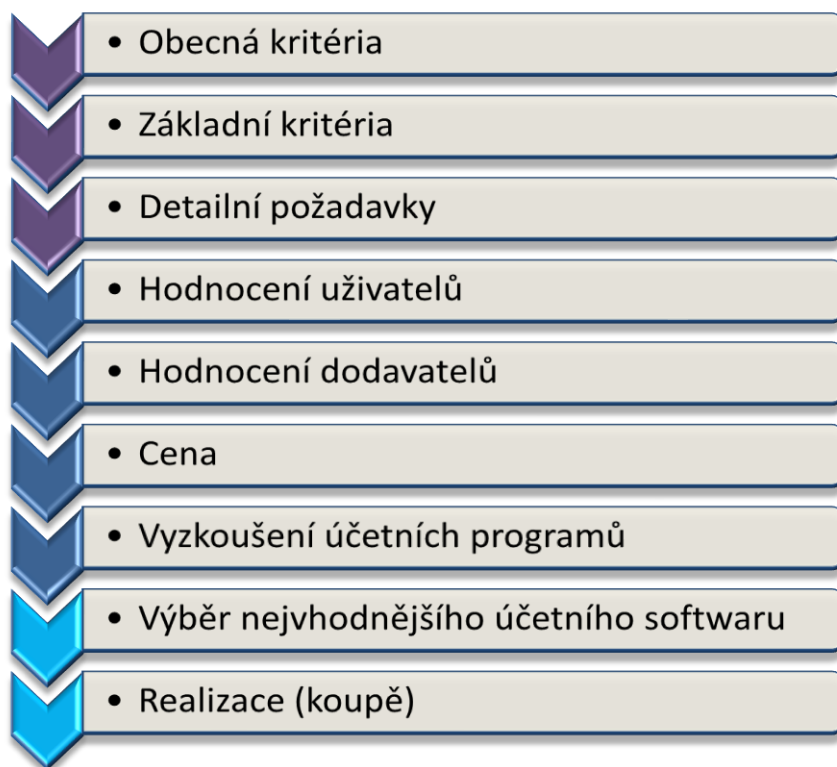 • Obecná kritéria
• Základní kritéria
• Detailní požadavky
• Hodnocení uživatelů
• Hodnocení dodavatelů
• Cena
• Vyzkoušení účetních programů
• Výběr nejvhodnějšího účetního softwaru
• Realizace (koupě)